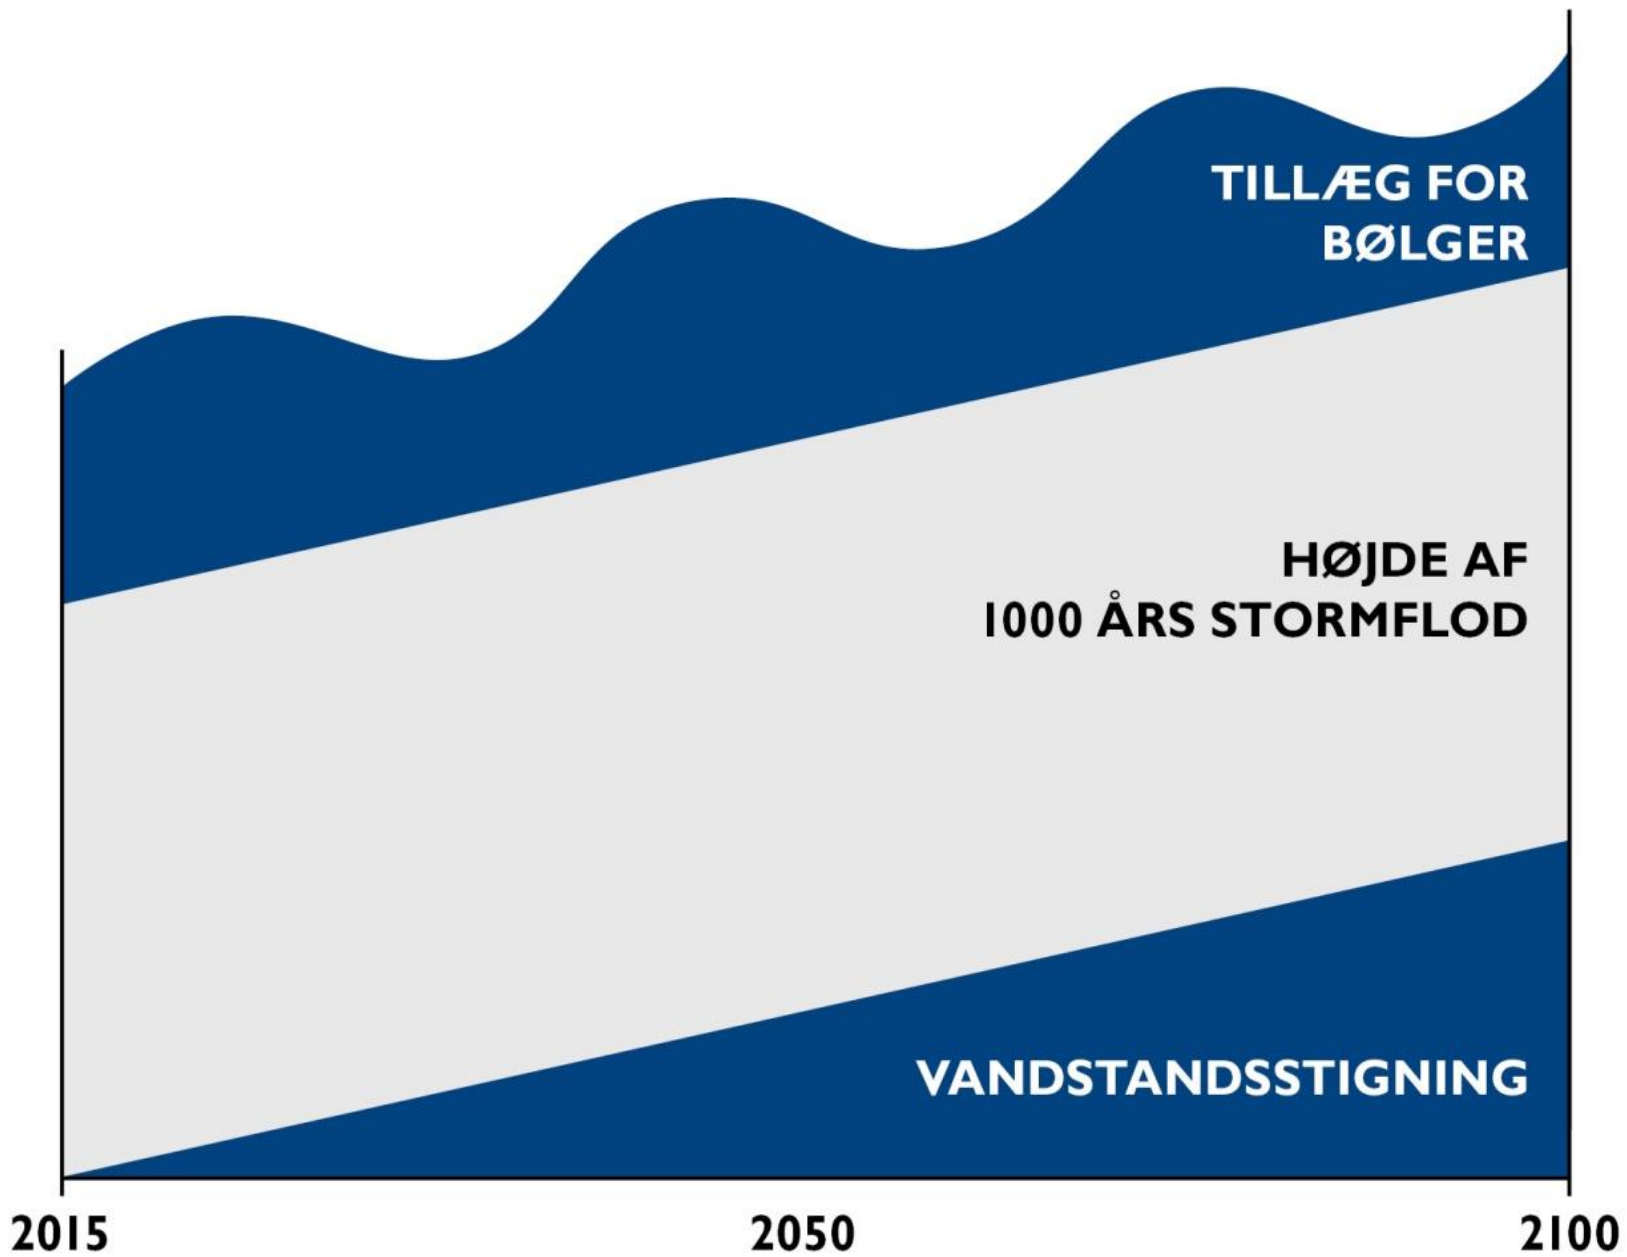 TILLÆG FOR
BØLGER
HØJDE AF
1000 ÅRS STORMFLOD
VANDSTANDSSTIGNING
2015 2050 2100